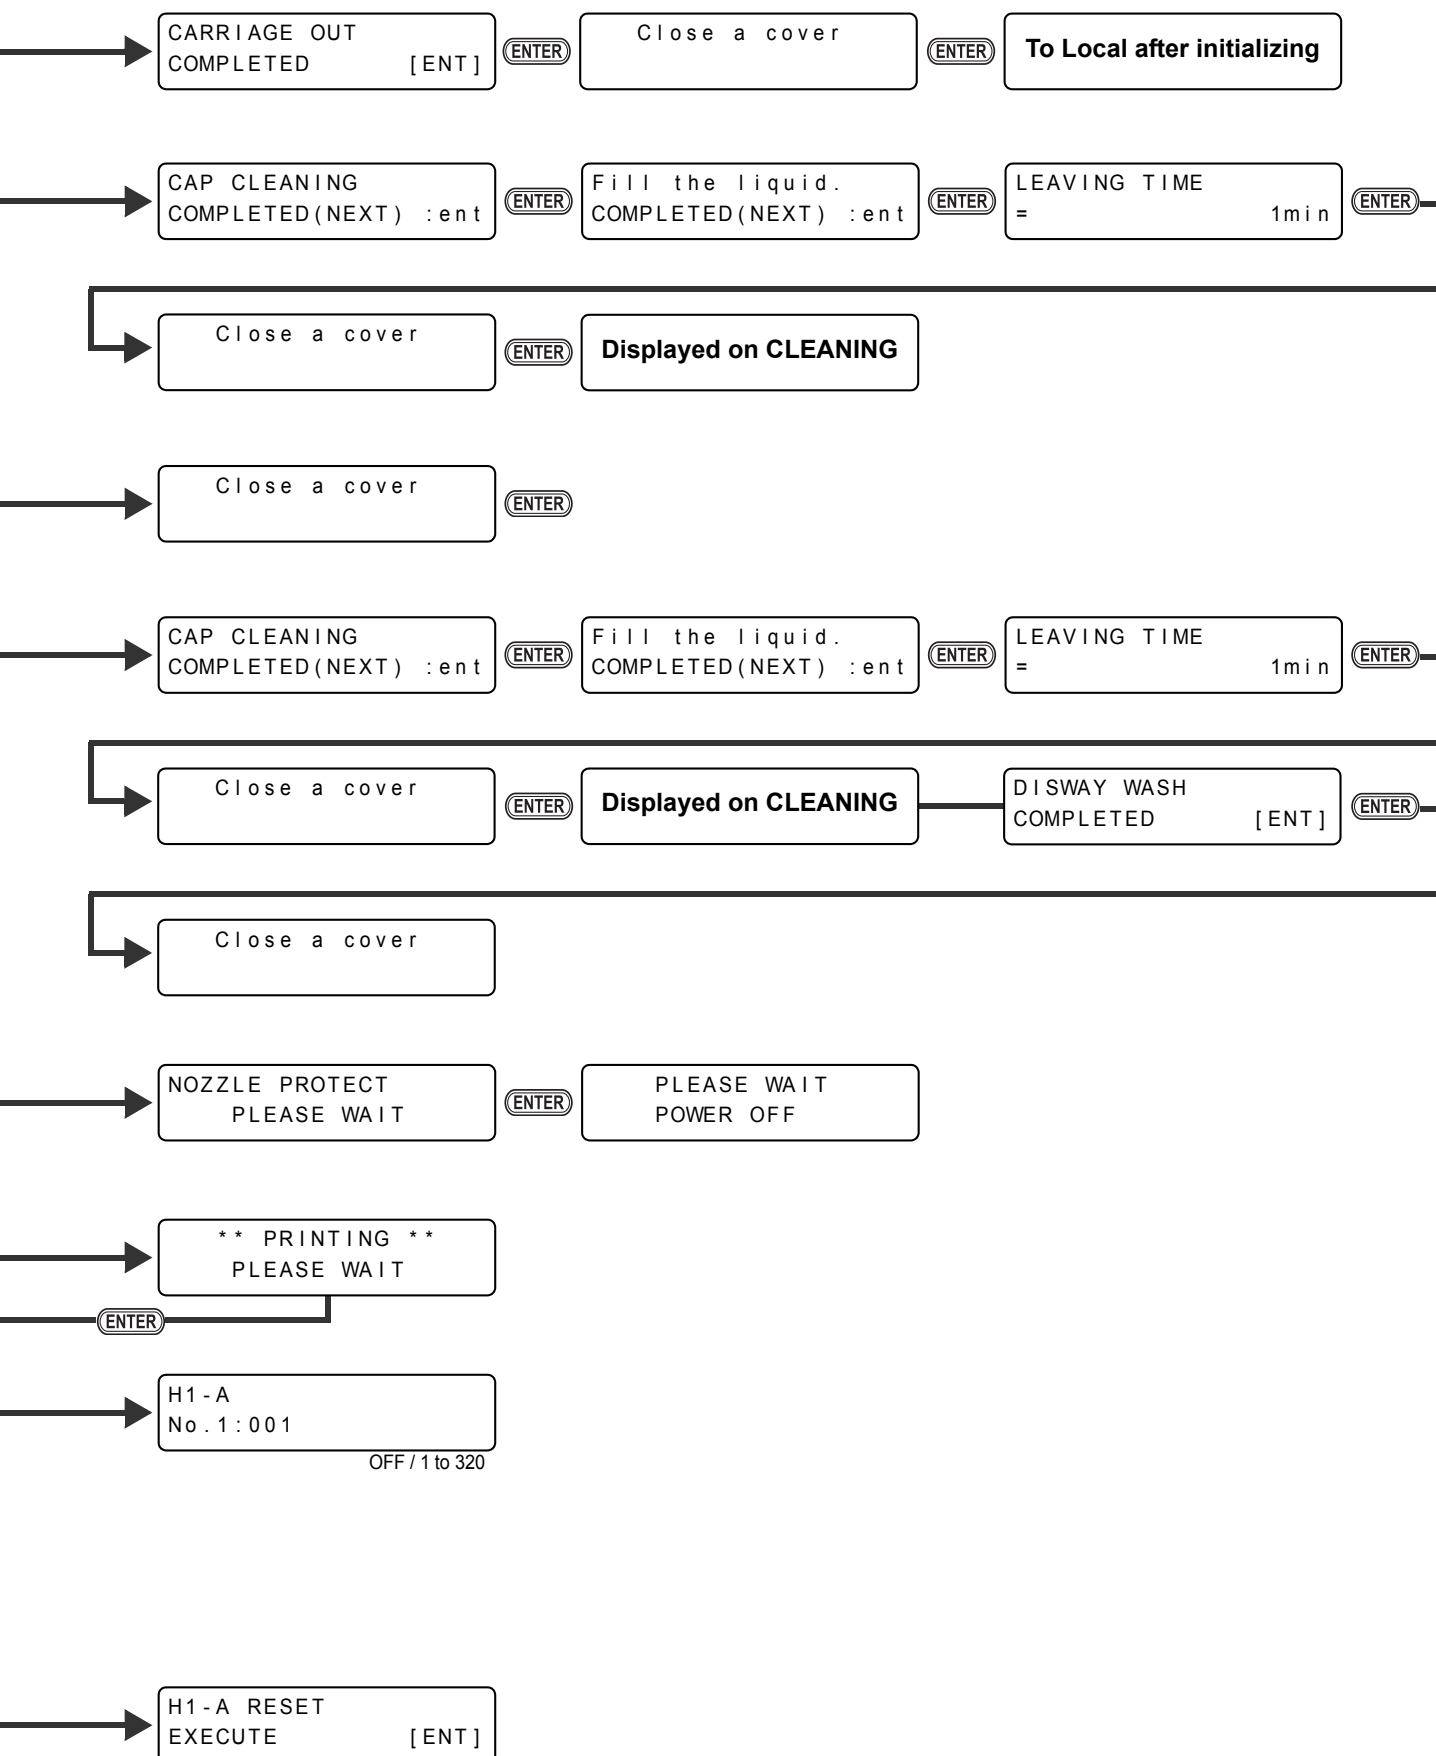 CARRIAGE OUT
COMPLETED [ENT]
ENTER
Close a cover
ENTER
To Local after initializing
CAP CLEANING
COMPLETED(NEXT) :ent
ENTER
Fill the liquid.
COMPLETED(NEXT) :ent
ENTER
LEAVING TIME
= 1min
ENTER
Close a cover
ENTER
Displayed on CLEANING
Close a cover
ENTER
CAP CLEANING
COMPLETED(NEXT) :ent
ENTER
Fill the liquid.
COMPLETED(NEXT) :ent
ENTER
LEAVING TIME
= 1min
ENTER
Close a cover
ENTER
Displayed on CLEANING
DISWAY WASH
COMPLETED [ENT]
ENTER
Close a cover
NOZZLE PROTECT
PLEASE WAIT
ENTER
PLEASE WAIT
POWER OFF
** PRINTING **
PLEASE WAIT
ENTER
H1-A
No.1:001
OFF / 1 to 320
H1-A RESET
EXECUTE [ENT]